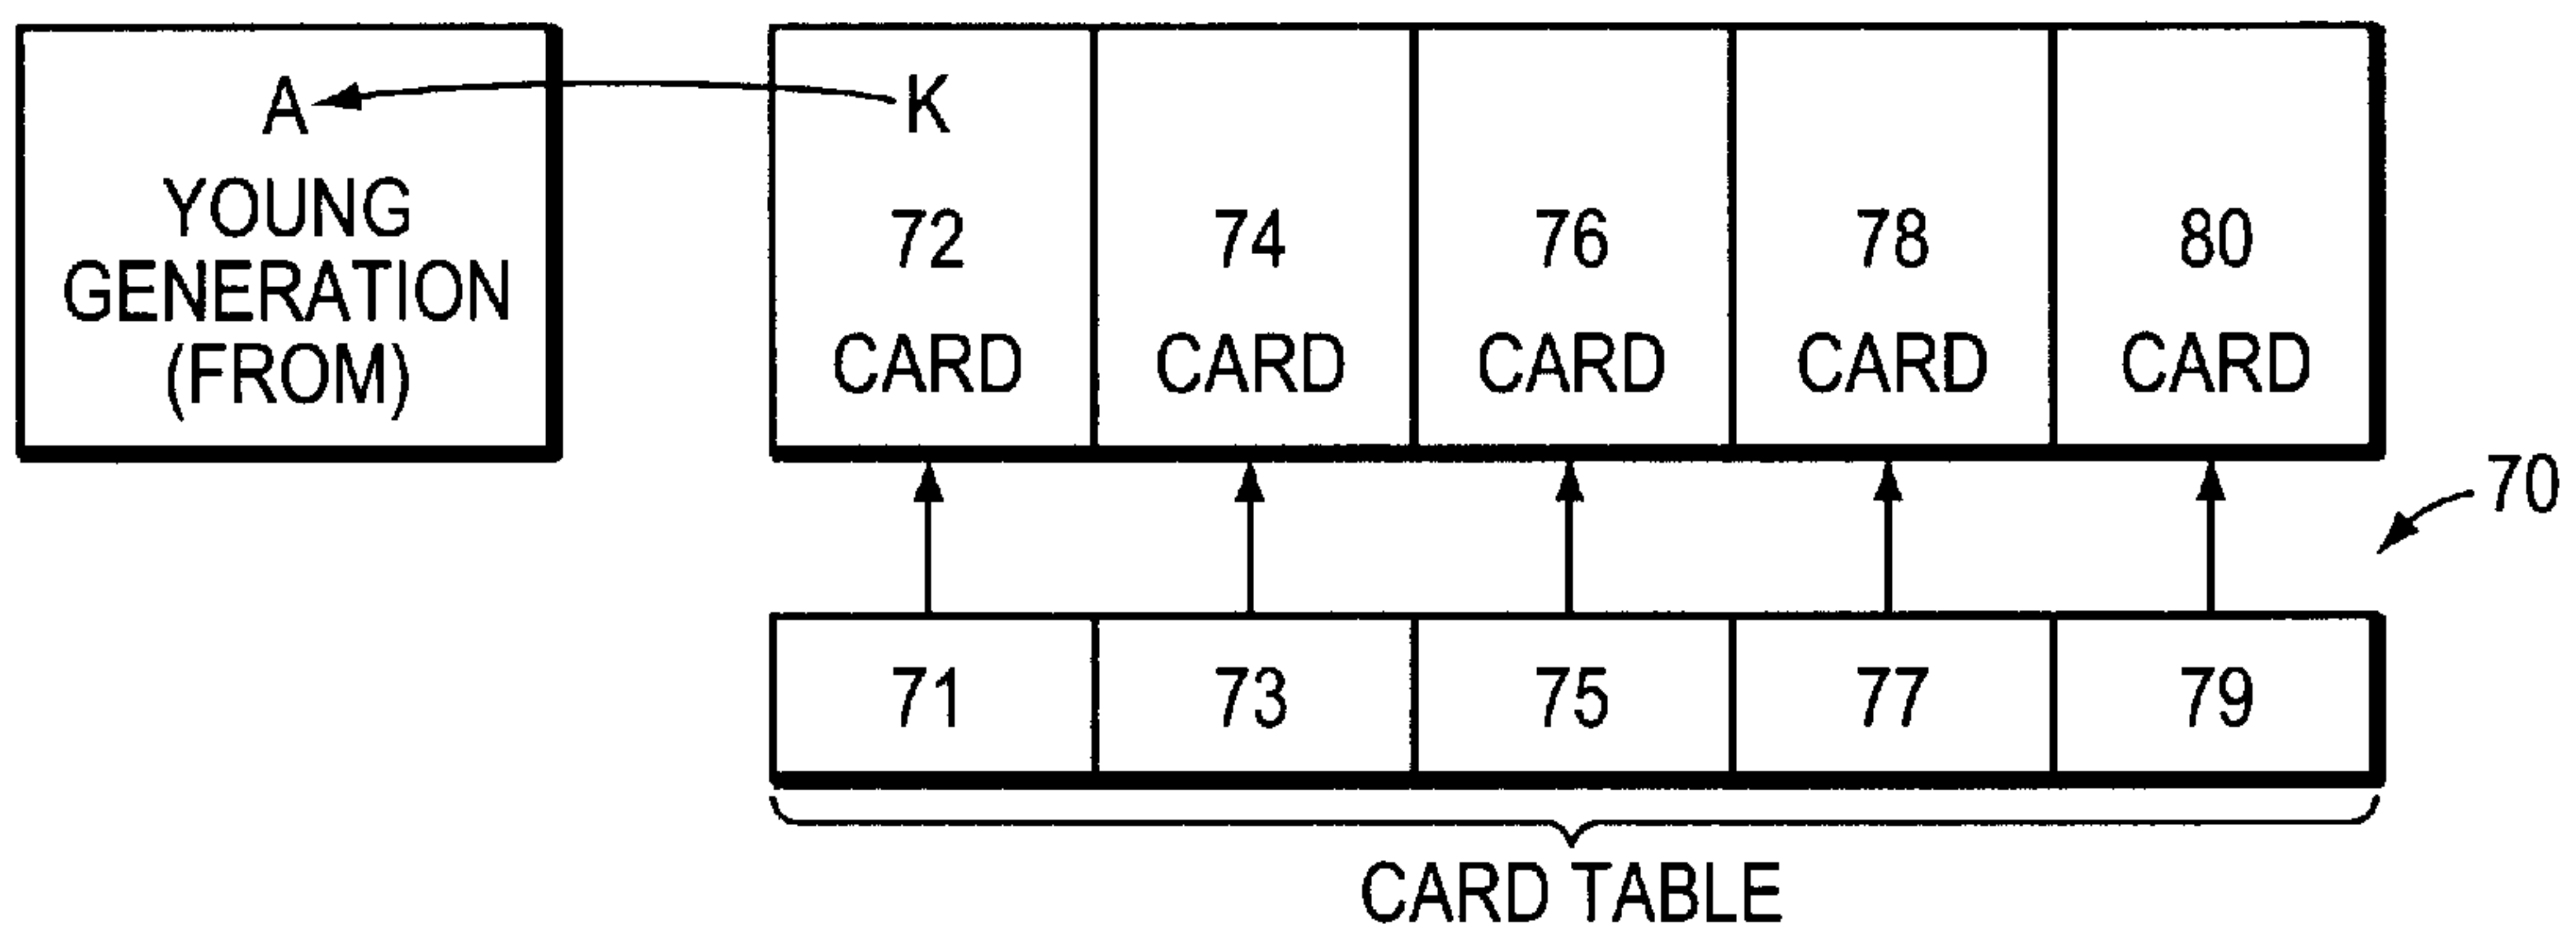 A
YOUNG
GENERATION
(FROM)
K
72 74 76 78 80
CARD CARD CARD CARD CARD
70
71 73 75 77 79
CARD TABLE